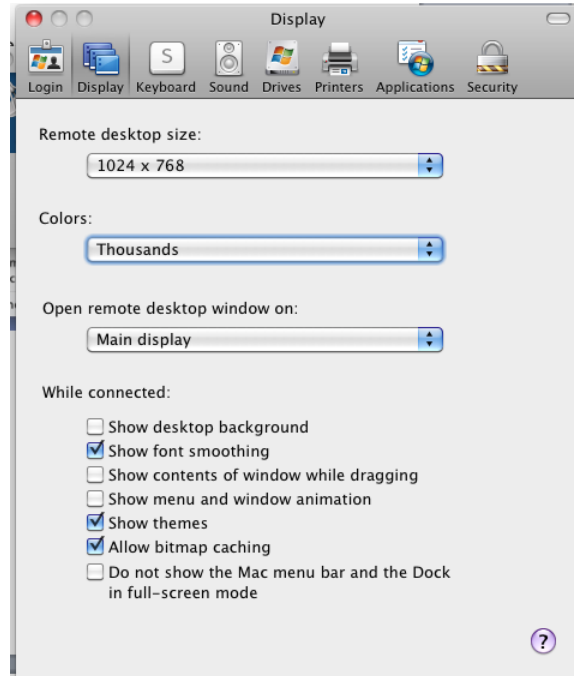 Display
S
Login Display Keyboard Sound Drives Printers Applications Security
Remote desktop size:
1024 x 768
Colors:
Thousands
Open remote desktop window on:
Main display
While connected:
Show desktop background
Show font smoothing
Show contents of window while dragging
Show menu and window animation
Show themes
Allow bitmap caching
Do not show the Mac menu bar and the Dock
in full-screen mode
?